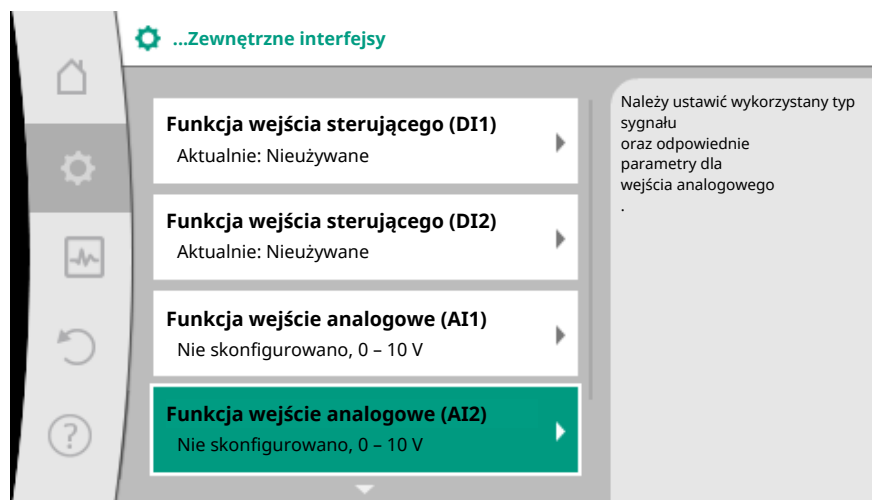 ...Zewnętrzne interfejsy
Funkcja wejścia sterującego (DI1)
Aktualnie: Nieużywane
Funkcja wejścia sterującego (DI2)
Aktualnie: Nieużywane
Funkcja wejście analogowe (AI1)
Nie skonfigurowano, 0 – 10 V
Funkcja wejście analogowe (AI2)
Nie skonfigurowano, 0 – 10 V
Należy ustawić wykorzystany typ
sygnału
oraz odpowiednie
parametry dla
wejścia analogowego
.
?